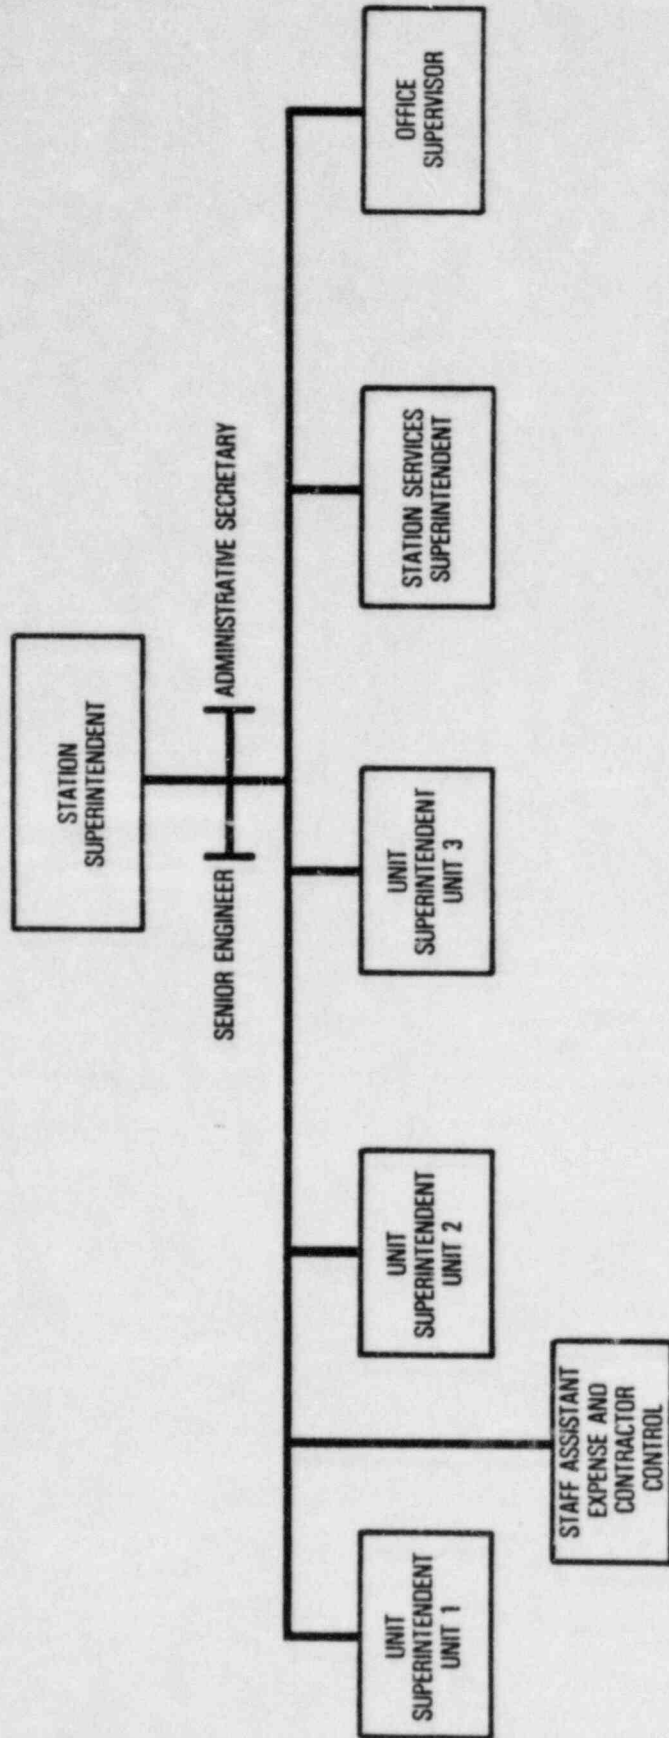 STATION
SUPERINTENDENT
SENIOR ENGINEER
ADMINISTRATIVE SECRETARY
UNIT
SUPERINTENDENT
UNIT 1
STAFF ASSISTANT
EXPENSE AND
CONTRACTOR
CONTROL
UNIT
SUPERINTENDENT
UNIT 2
UNIT
SUPERINTENDENT
UNIT 3
STATION SERVICES
SUPERINTENDENT
OFFICE
SUPERVISOR